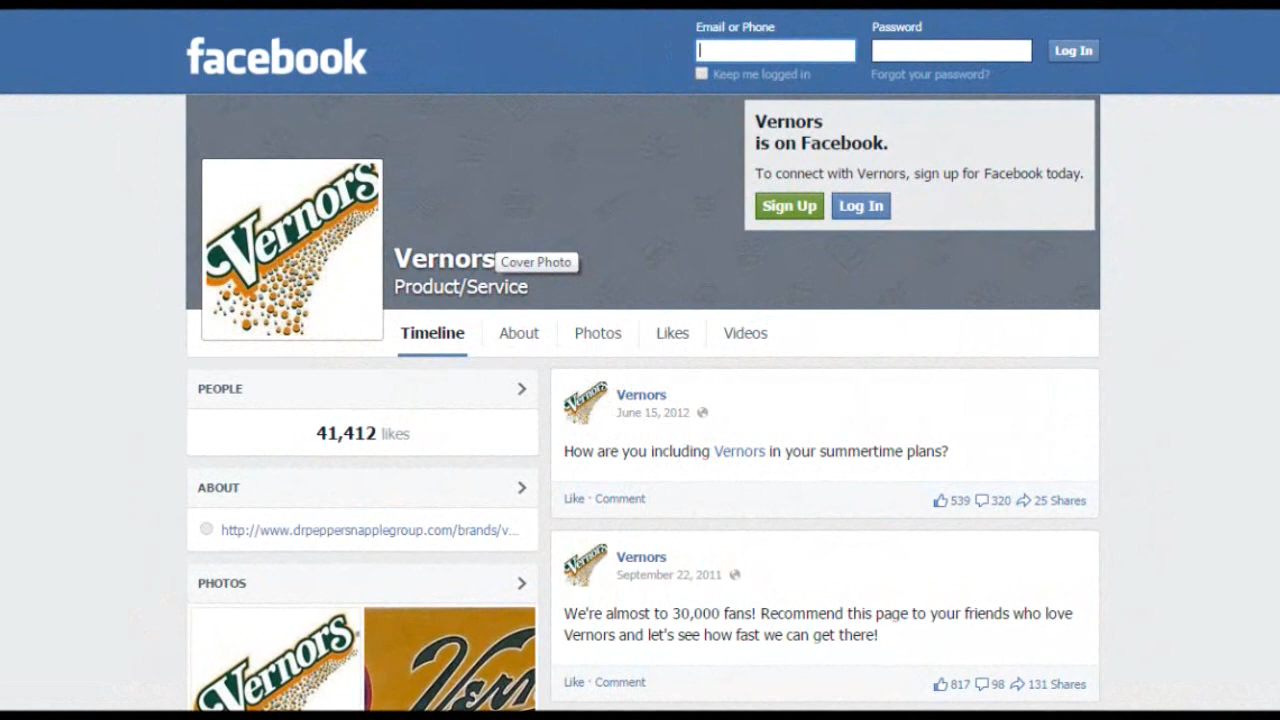 facebook
Email or Phone
Password
Log In
Keep me logged in
Forgot your password?
Vernors
is on Facebook.
To connect with Vernors, sign up for Facebook today.
Sign Up
Log In
Vernors
Vernors
Cover Photo
Product/Service
Timeline
About
Photos
Likes
Videos
PEOPLE
41,412 likes
ABOUT
http://www.drpeppersnapplegroup.com/brands/v...
PHOTOS
Vernors
Vern
Vernors
Vernors
June 15, 2012
How are you including Vernors in your summertime plans?
Like · Comment
539 320 25 Shares
Vernors
Vernors
September 22, 2011
We're almost to 30,000 fans! Recommend this page to your friends who love
Vernors and let's see how fast we can get there!
Like · Comment
817 98 131 Shares